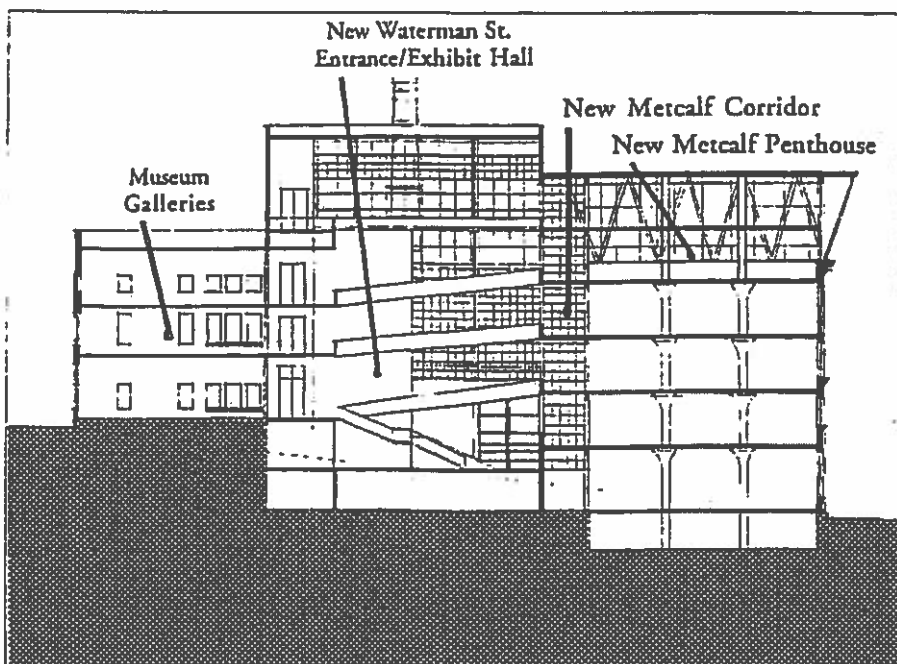 New Waterman St.
Entrance/Exhibit Hall
New Metcalf Corridor
New Metcalf Penthouse
Museum
Galleries